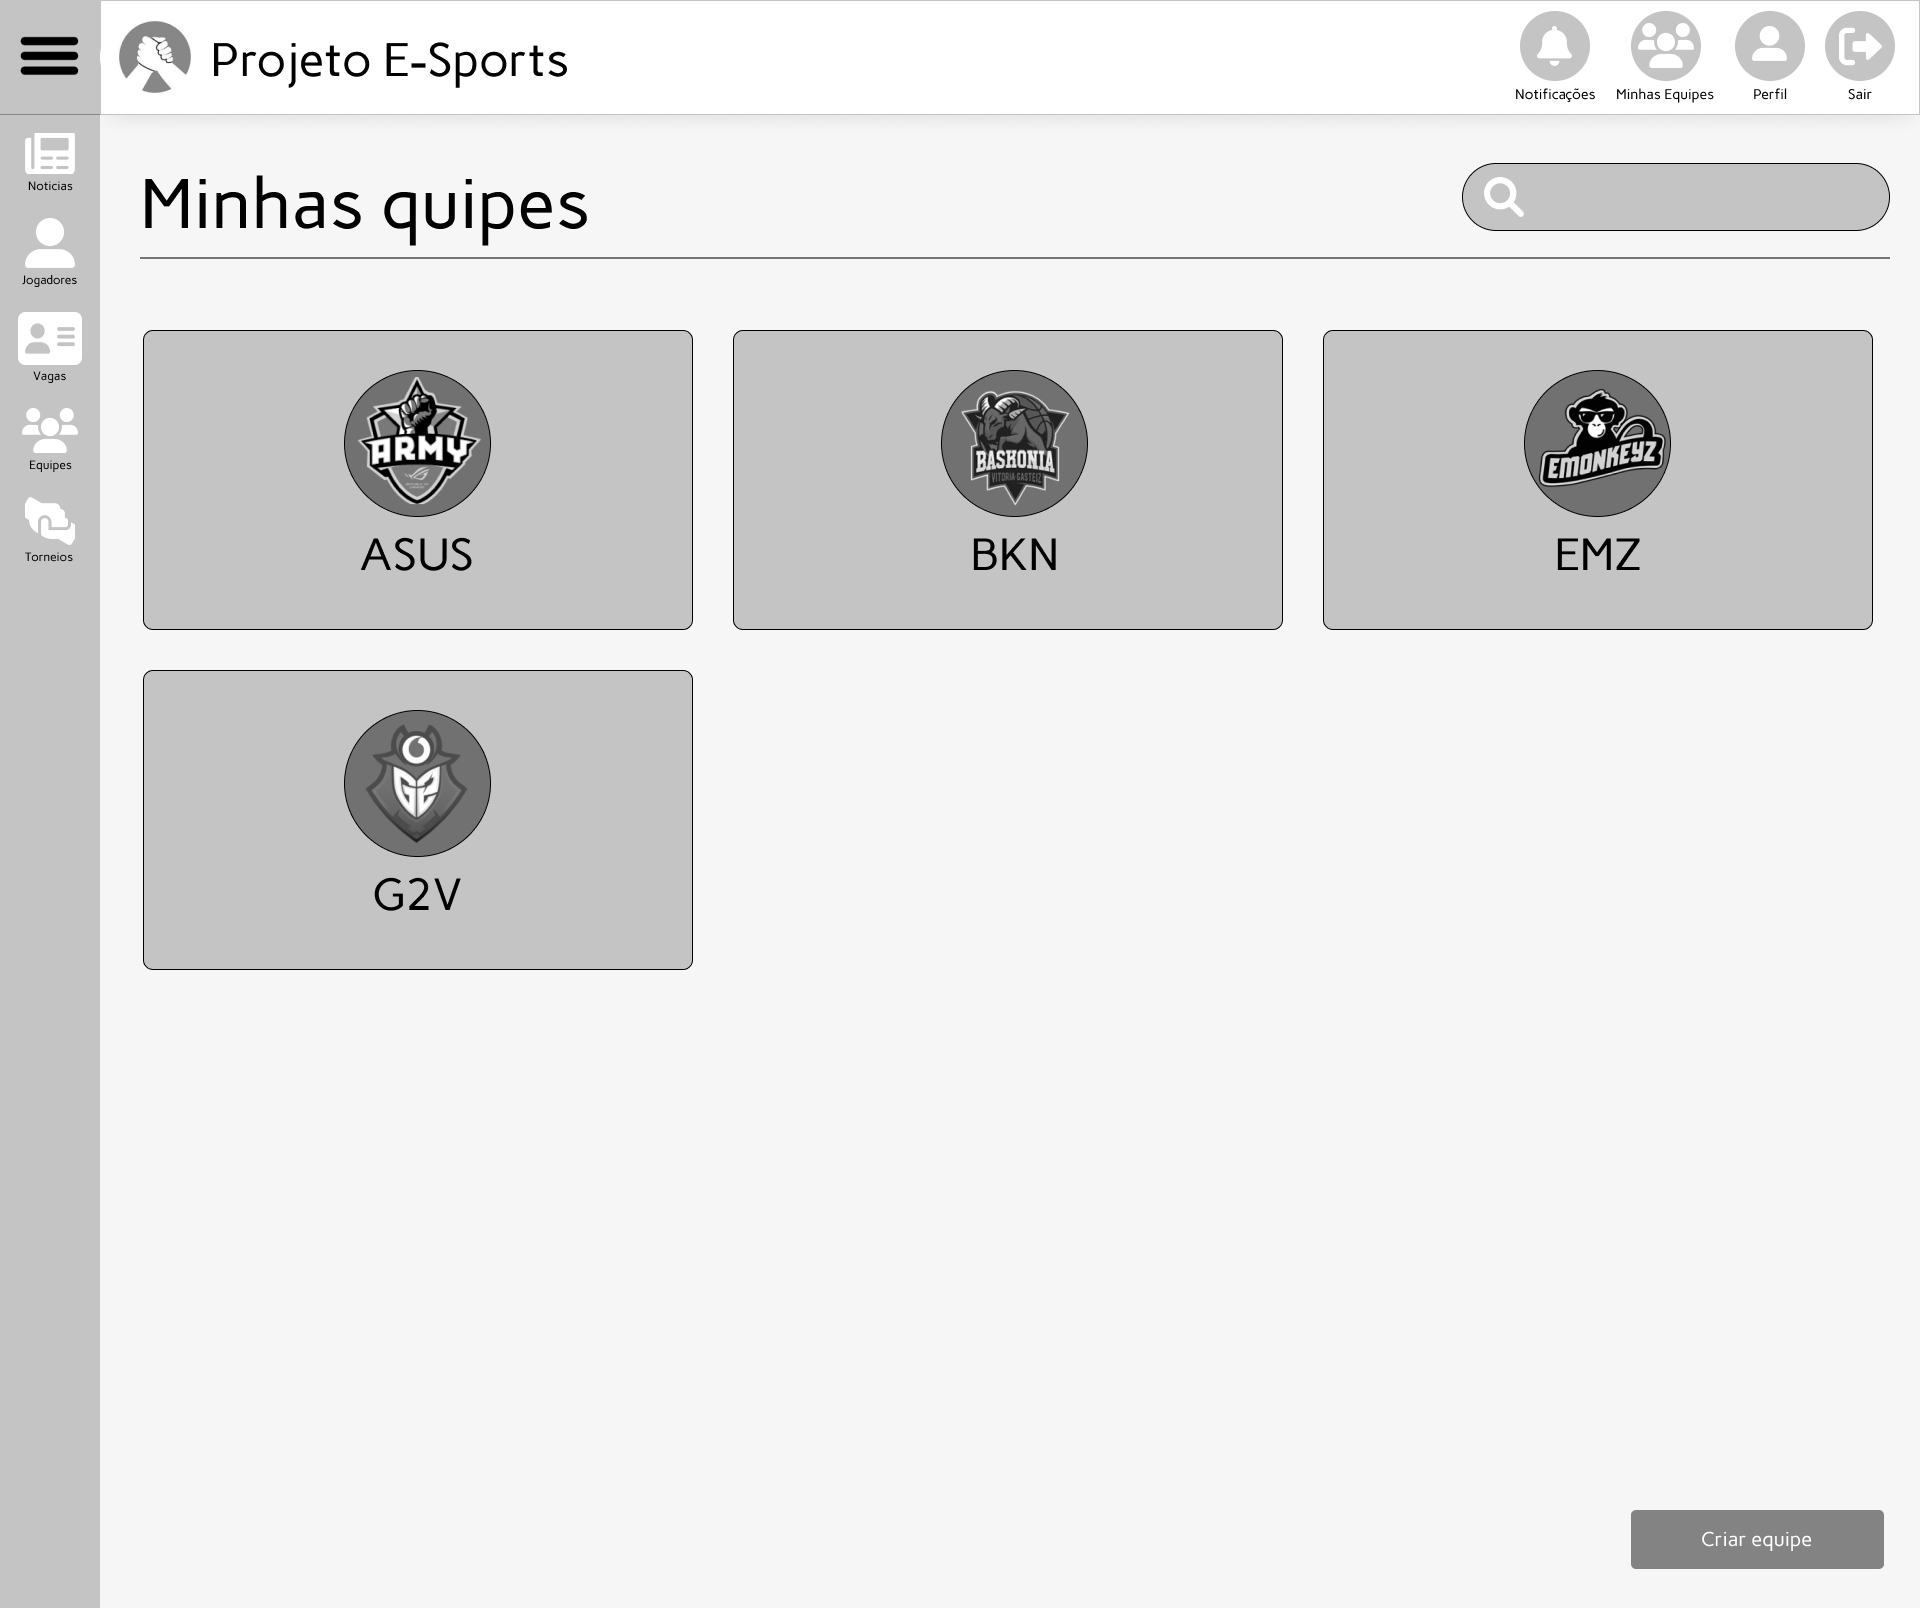 Projeto E-Sports
Notificações
Minhas Equipes
Perfil
Sair
Noticias
Jogadores
Vagas
Equipes
Torneios
Minhas quipes
ARMY
ASUS
BASKONIA
VITORIA GASTEIZ
BKN
EMONKEYZ
EMZ
G2
G2V
Criar equipe